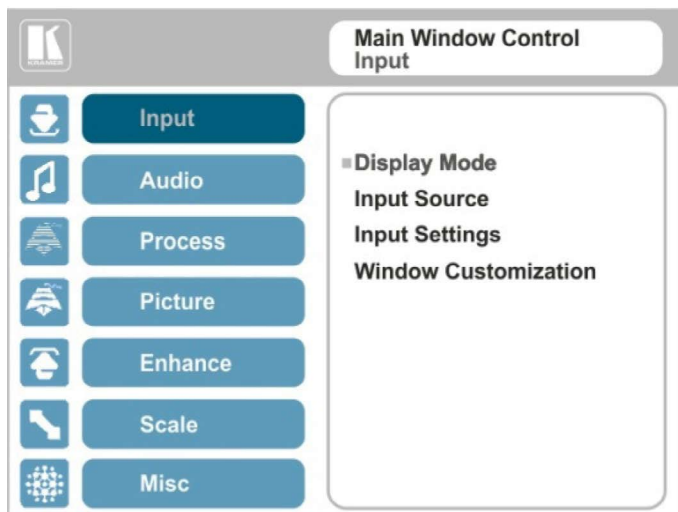 KRAMER
Main Window Control
Input
Input
Audio
Process
Picture
Enhance
Scale
Misc
Display Mode
Input Source
Input Settings
Window Customization